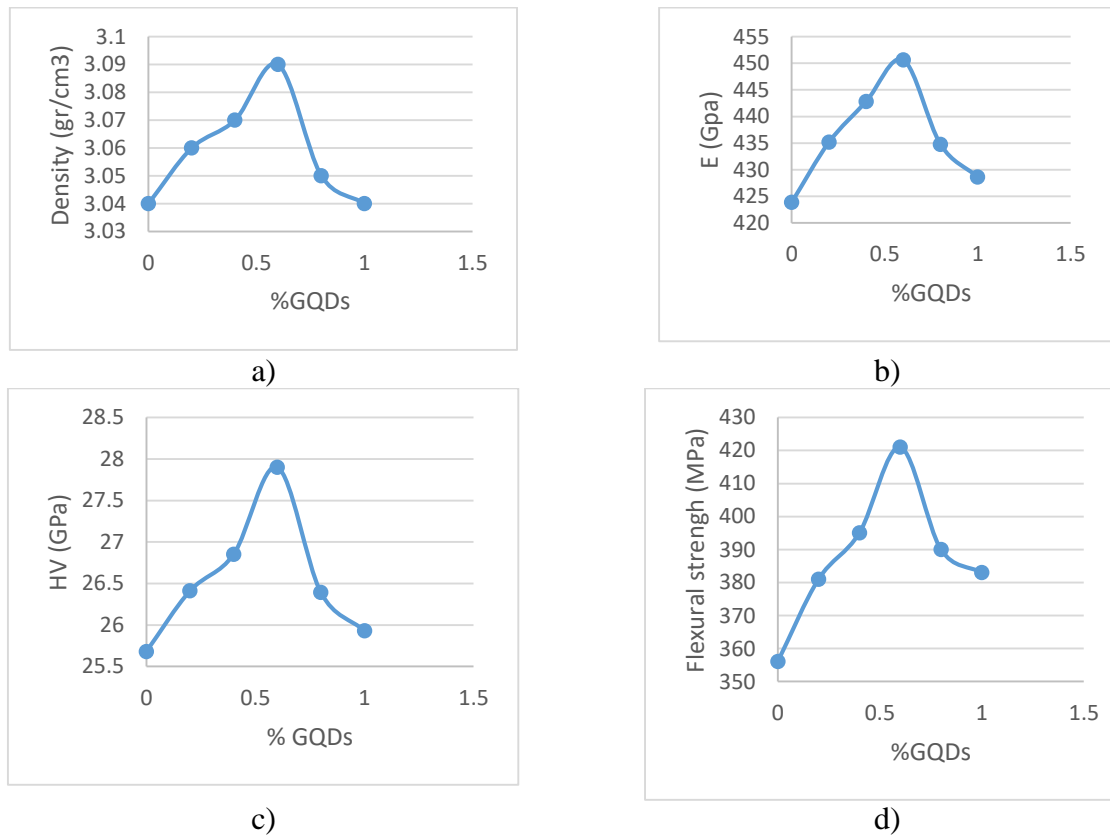 Density (gr/cm3)
3.1
3.09
3.08
3.07
3.06
3.05
3.04
3.03
0 0.5 1 1.5
%GQDs
a)
E (Gpa)
455
450
445
440
435
430
425
420
0 0.5 1 1.5
%GQDs
b)
HV (GPa)
28.5
28
27.5
27
26.5
26
25.5
0 0.5 1 1.5
% GQDs
c)
Flexural strengh (MPa)
430
420
410
400
390
380
370
360
350
0 0.5 1 1.5
%GQDs
d)